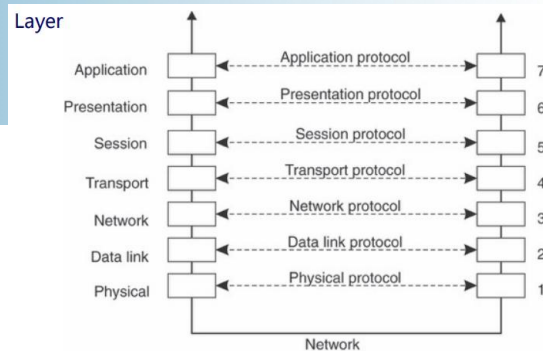 Layer
Application Application protocol 7
Presentation Presentation protocol 6
Session Session protocol 5
Transport Transport protocol 4
Network Network protocol 3
Data link Data link protocol 2
Physical Physical protocol 1
Network